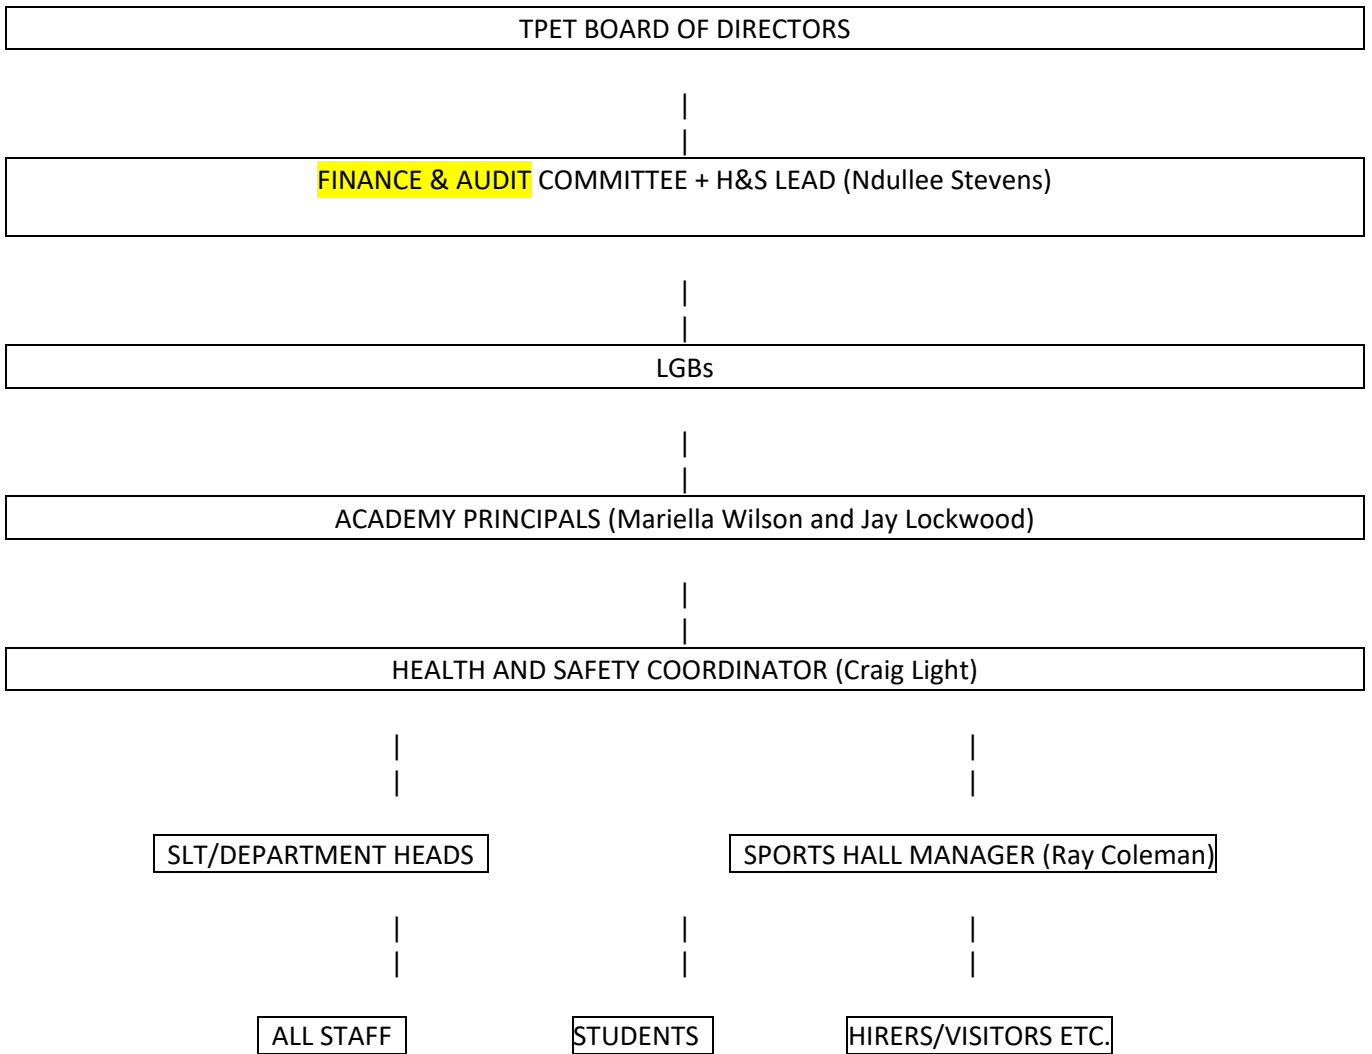 TPET BOARD OF DIRECTORS
FINANCE & AUDIT COMMITTEE + H&S LEAD (Ndullee Stevens)
LGBs
ACADEMY PRINCIPALS (Mariella Wilson and Jay Lockwood)
HEALTH AND SAFETY COORDINATOR (Craig Light)
SLT/DEPARTMENT HEADS
SPORTS HALL MANAGER (Ray Coleman)
ALL STAFF
STUDENTS
HIRERS/VISITORS ETC.